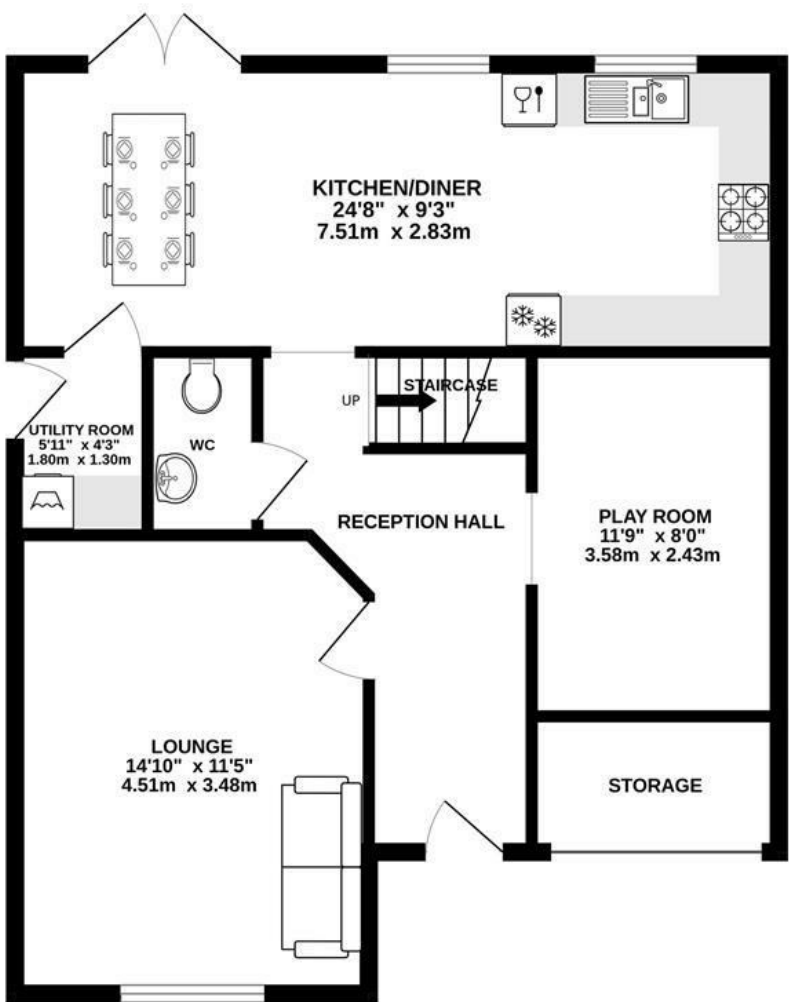 KITCHEN/DINER
24'8" x 9'3"
7.51m x 2.83m
STAIRCASE
UP
UTILITY ROOM
5'11" x 4'3"
1.80m x 1.30m
WC
RECEPTION HALL
PLAY ROOM
11'9" x 8'0"
3.58m x 2.43m
LOUNGE
14'10" x 11'5"
4.51m x 3.48m
STORAGE